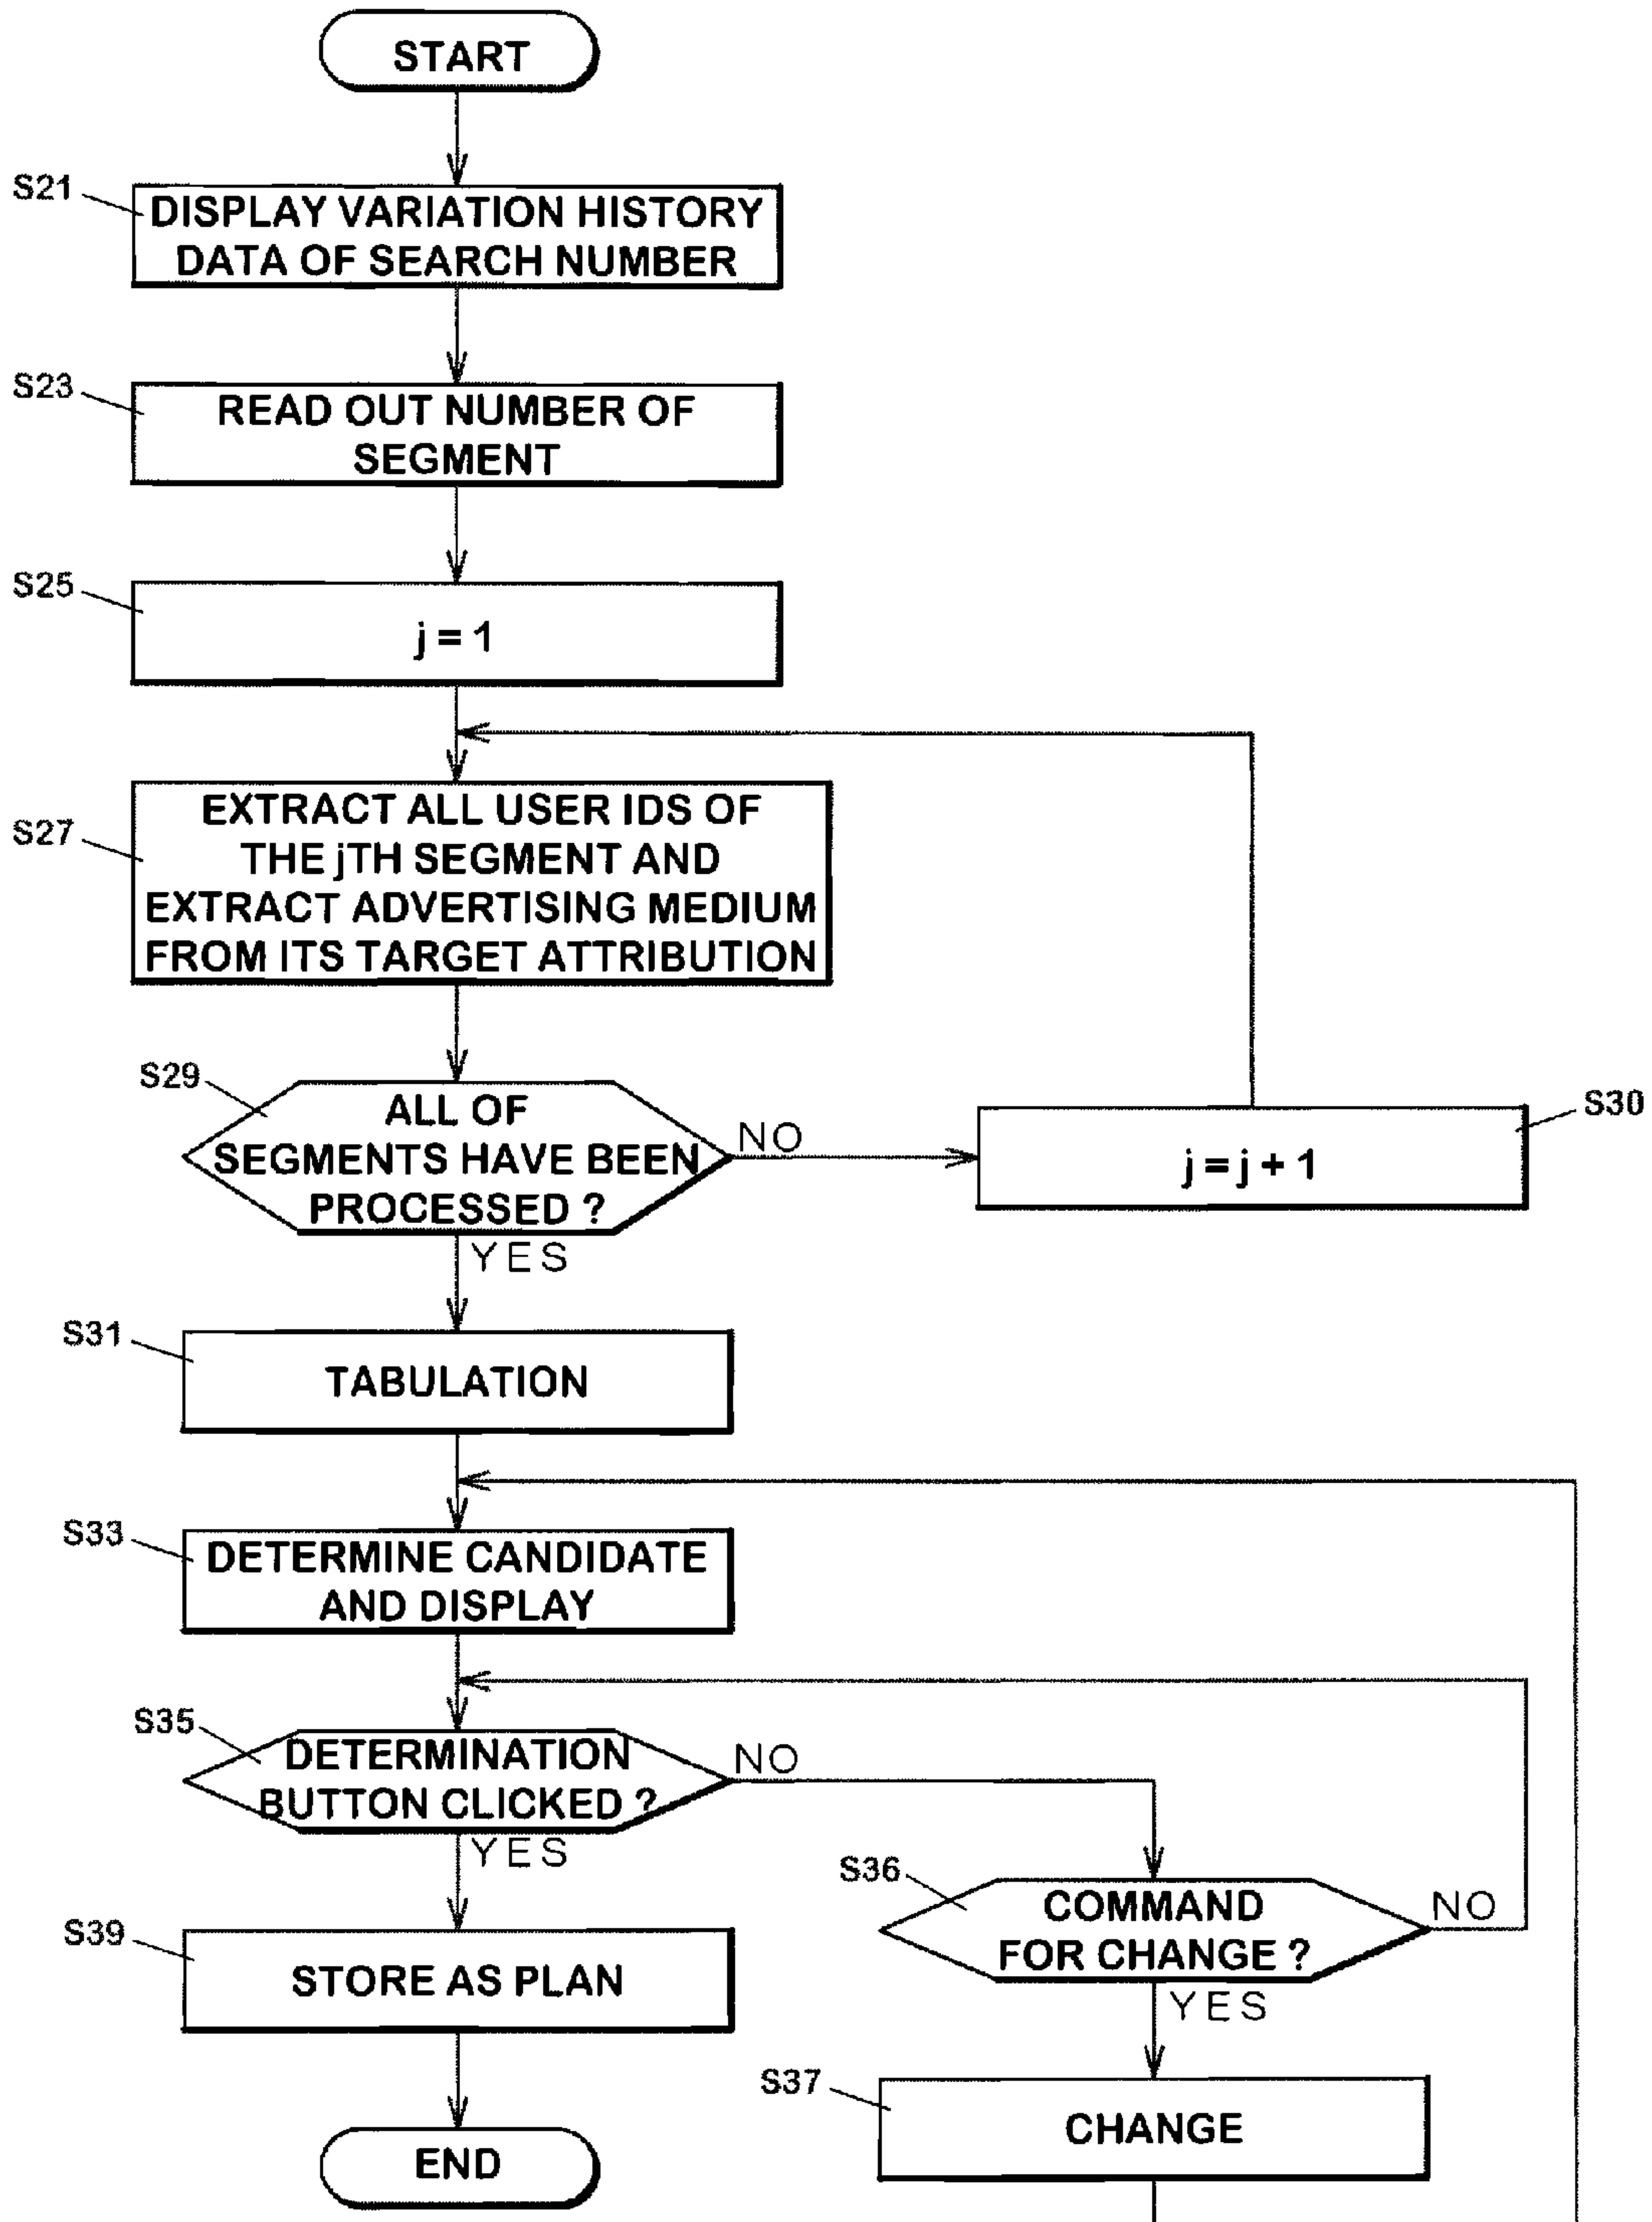 START
S21
DISPLAY VARIATION HISTORY
DATA OF SEARCH NUMBER
S23
READ OUT NUMBER OF
SEGMENT
S25
j = 1
S27
EXTRACT ALL USER IDS OF
THE jTH SEGMENT AND
EXTRACT ADVERTISING MEDIUM
FROM ITS TARGET ATTRIBUTION
S29
ALL OF
SEGMENTS HAVE BEEN
PROCESSED ?
NO
S30
j = j + 1
YES
S31
TABULATION
S33
DETERMINE CANDIDATE
AND DISPLAY
S35
DETERMINATION
BUTTON CLICKED ?
NO
YES
S36
COMMAND
FOR CHANGE ?
NO
YES
S39
STORE AS PLAN
S37
CHANGE
END